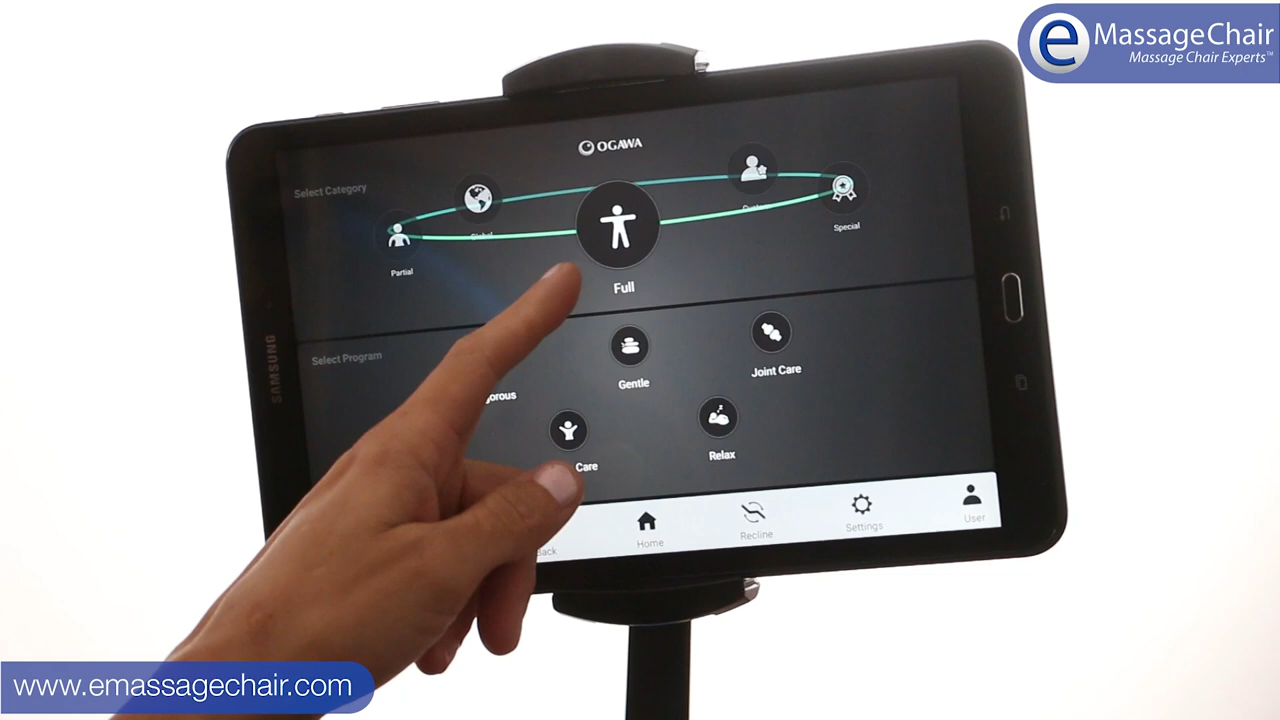 e MassageChair
Massage Chair Experts™
OGAWA
Select Category
Partial
Full
Special
SAMSUNG
Select Program
Gentle
Joint Care
Care
Relax
Home
Recline
Settings
User
www.emassagechair.com